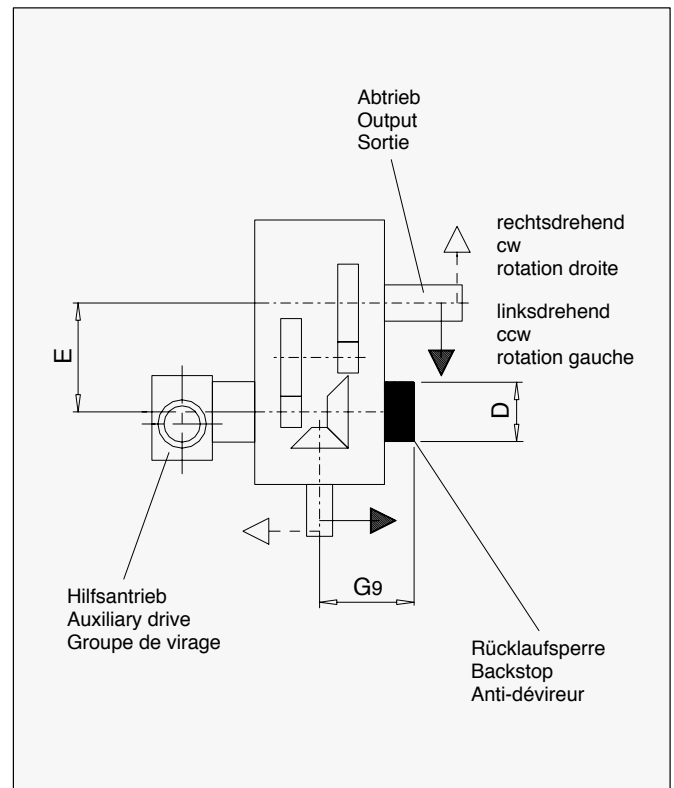 Abtrieb
Output
Sortie
rechtsdrehend
cw
rotation droite
linksdrehend
ccw
rotation gauche
E
D
G9
Hilfsantrieb
Auxiliary drive
Groupe de virage
Rücklaufsperre
Backstop
Anti-dévireur